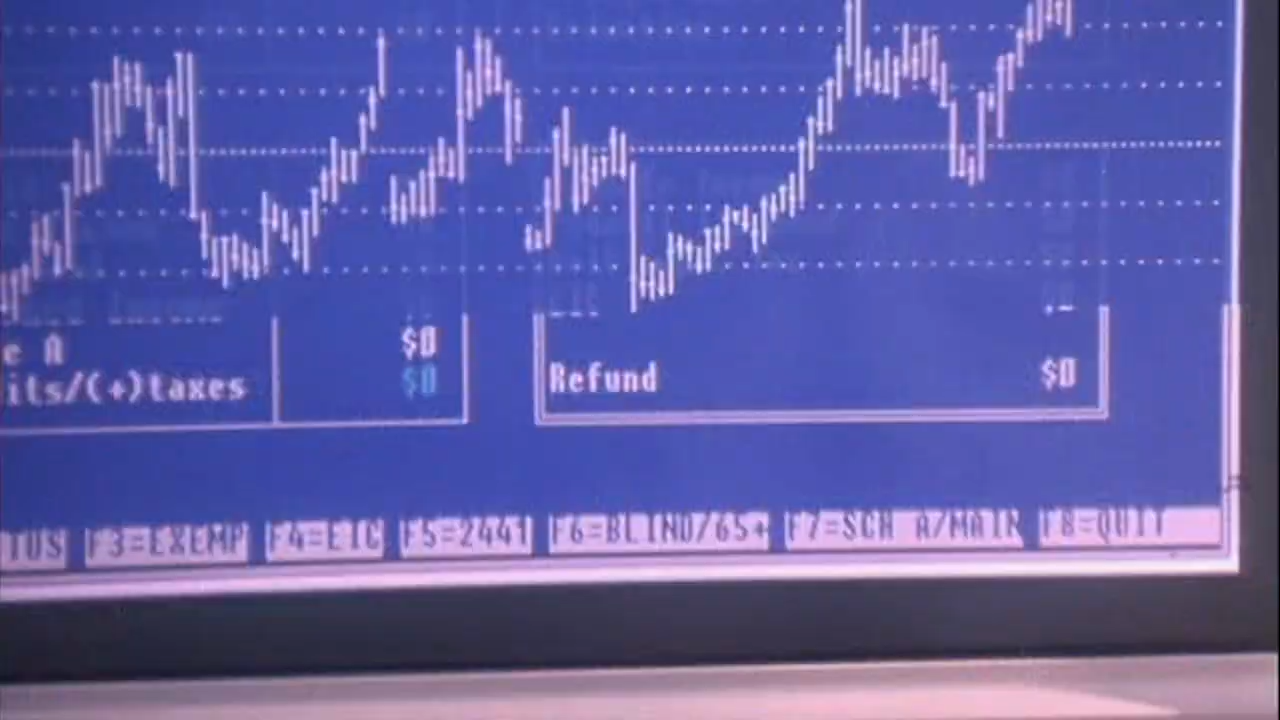 e A $0
its/(+)taxes $0
Refund $0
TUS F3=EXEMP F4=EIC F5=2441 F6=BLIND/65+ F7=SCH A/MAIN F8=QUIT